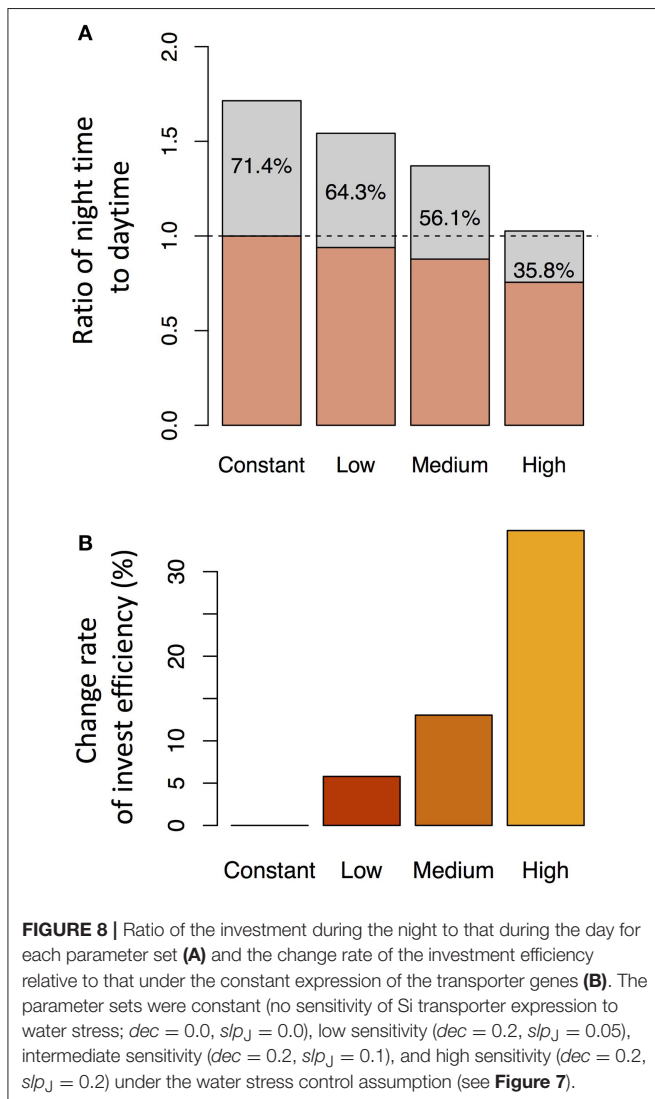 A
Ratio of night time
to daytime
2.0
1.5
1.0
0.5
0.0
71.4%
64.3%
56.1%
35.8%
Constant
Low
Medium
High
B
Change rate
of invest efficiency (%)
30
20
10
5
0
Constant
Low
Medium
High
FIGURE 8 | Ratio of the investment during the night to that during the day for
each parameter set (A) and the change rate of the investment efficiency
relative to that under the constant expression of the transporter genes (B). The
parameter sets were constant (no sensitivity of Si transporter expression to
water stress; dec = 0.0, slpJ = 0.0), low sensitivity (dec = 0.2, slpJ = 0.05),
intermediate sensitivity (dec = 0.2, slpJ = 0.1), and high sensitivity (dec = 0.2,
slpJ = 0.2) under the water stress control assumption (see Figure 7).